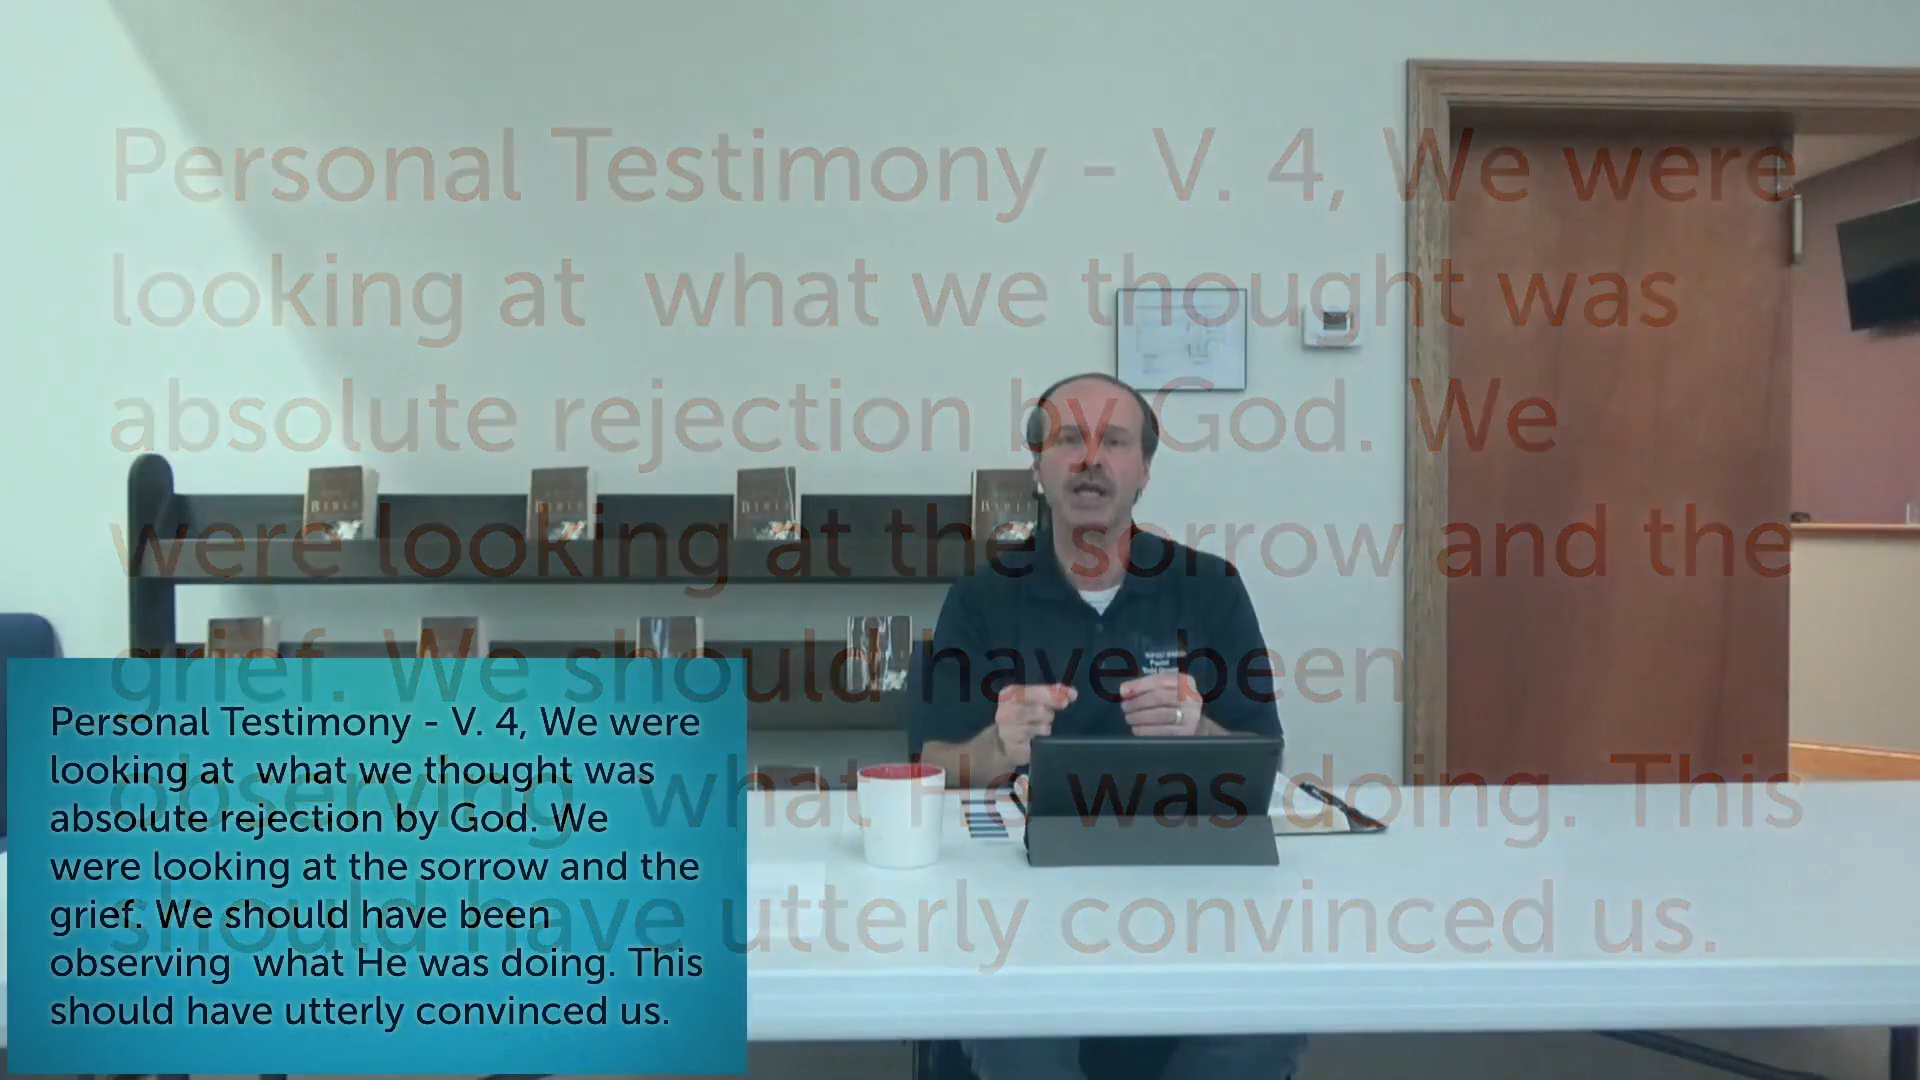 Personal Testimony - V. 4, We were
looking at what we thought was
absolute rejection by God. We
were looking at the sorrow and the
grief. We should have been
observing what He was doing. This
should have utterly convinced us.
BIBLE
BIBLE
BIBLE
BIBLE
Personal Testimony - V. 4, We were
looking at what we thought was
absolute rejection by God. We
were looking at the sorrow and the
grief. We should have been
observing what He was doing. This
should have utterly convinced us.